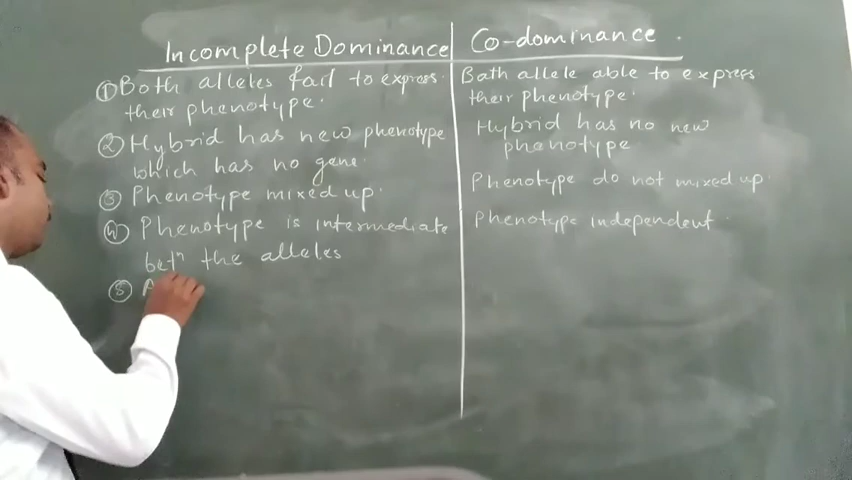 Incomplete Dominance
① Both alleles fail to express
their phenotype.
② Hybrid has new phenotype
which has no gene.
③ Phenotype mixed up.
④ Phenotype is intermediate
betn the alleles
⑤ A
Co-dominance.
Bath allele able to express
their phenotype.
Hybrid has no new
phenotype
Phenotype do not mixed up.
Phenotype independent.